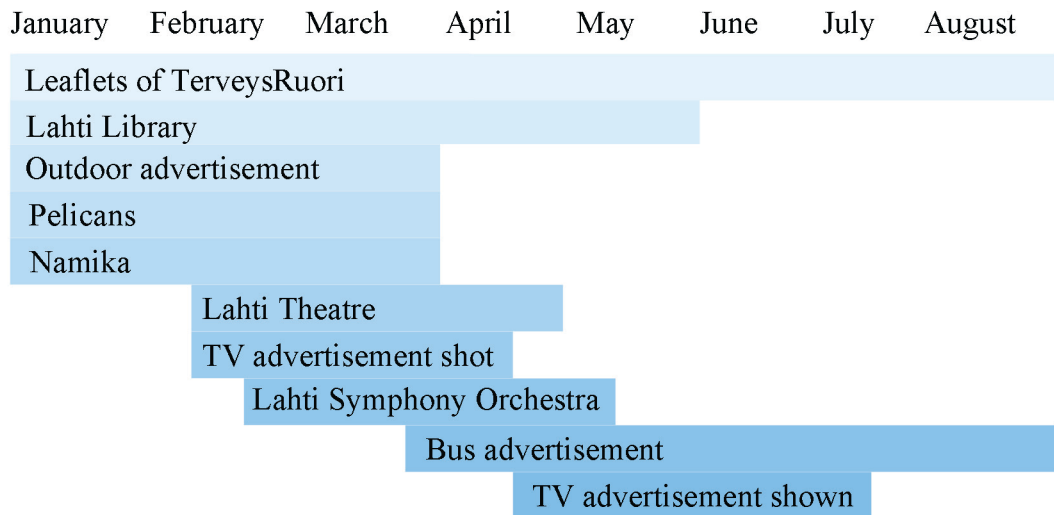 January February March April May June July August
Leaflets of TerveysRuori
Lahti Library
Outdoor advertisement
Pelicans
Namika
Lahti Theatre
TV advertisement shot
Lahti Symphony Orchestra
Bus advertisement
TV advertisement shown